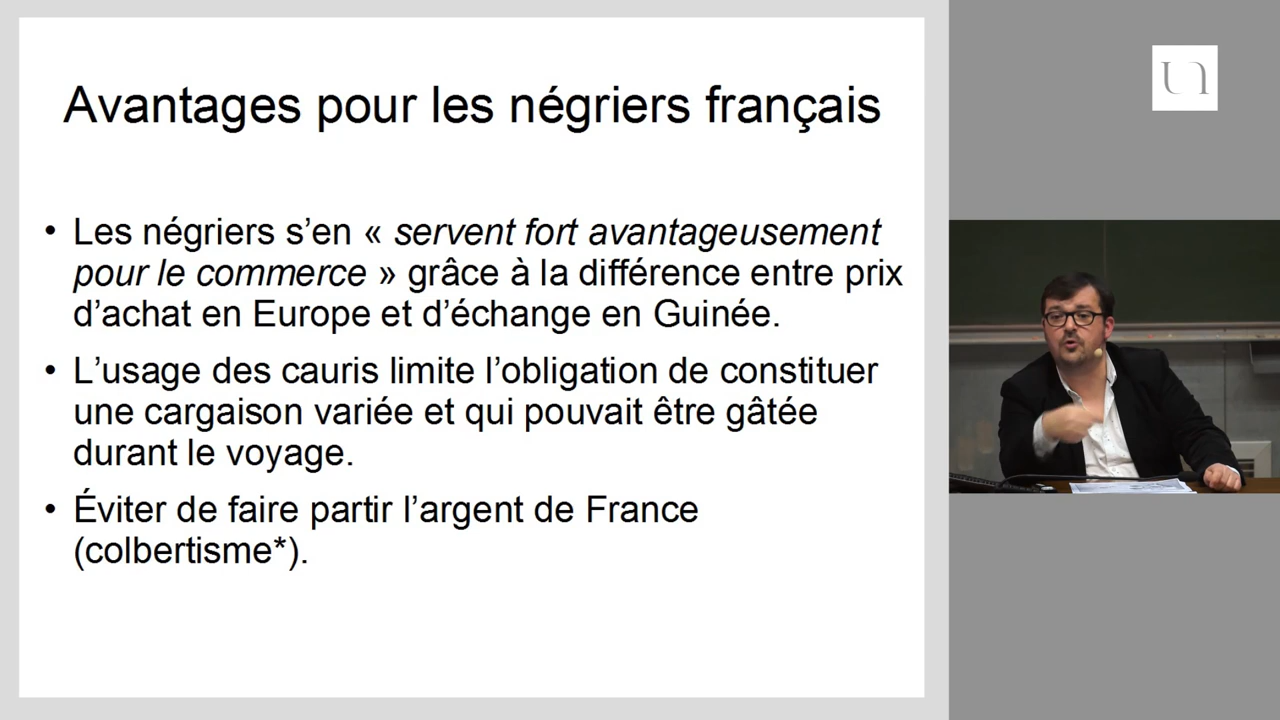 Avantages pour les négriers français
• Les négriers s’en « servent fort avantageusement
pour le commerce » grâce à la différence entre prix
d’achat en Europe et d’échange en Guinée.
• L’usage des cauris limite l’obligation de constituer
une cargaison variée et qui pouvait être gâtée
durant le voyage.
• Éviter de faire partir l’argent de France
(colbertisme*).